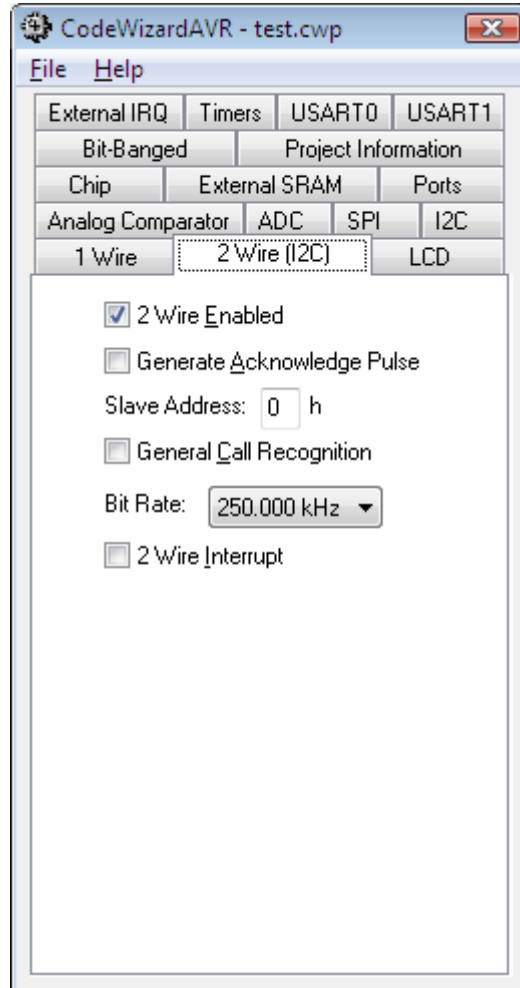 CodeWizardAVR - test.cwp
File Help
External IRQ Timers USART0 USART1
Bit-Banged Project Information
Chip External SRAM Ports
Analog Comparator ADC SPI I2C
1 Wire 2 Wire (I2C) LCD
2 Wire Enabled
Generate Acknowledge Pulse
Slave Address: 0 h
General Call Recognition
Bit Rate: 250.000 kHz
2 Wire Interrupt